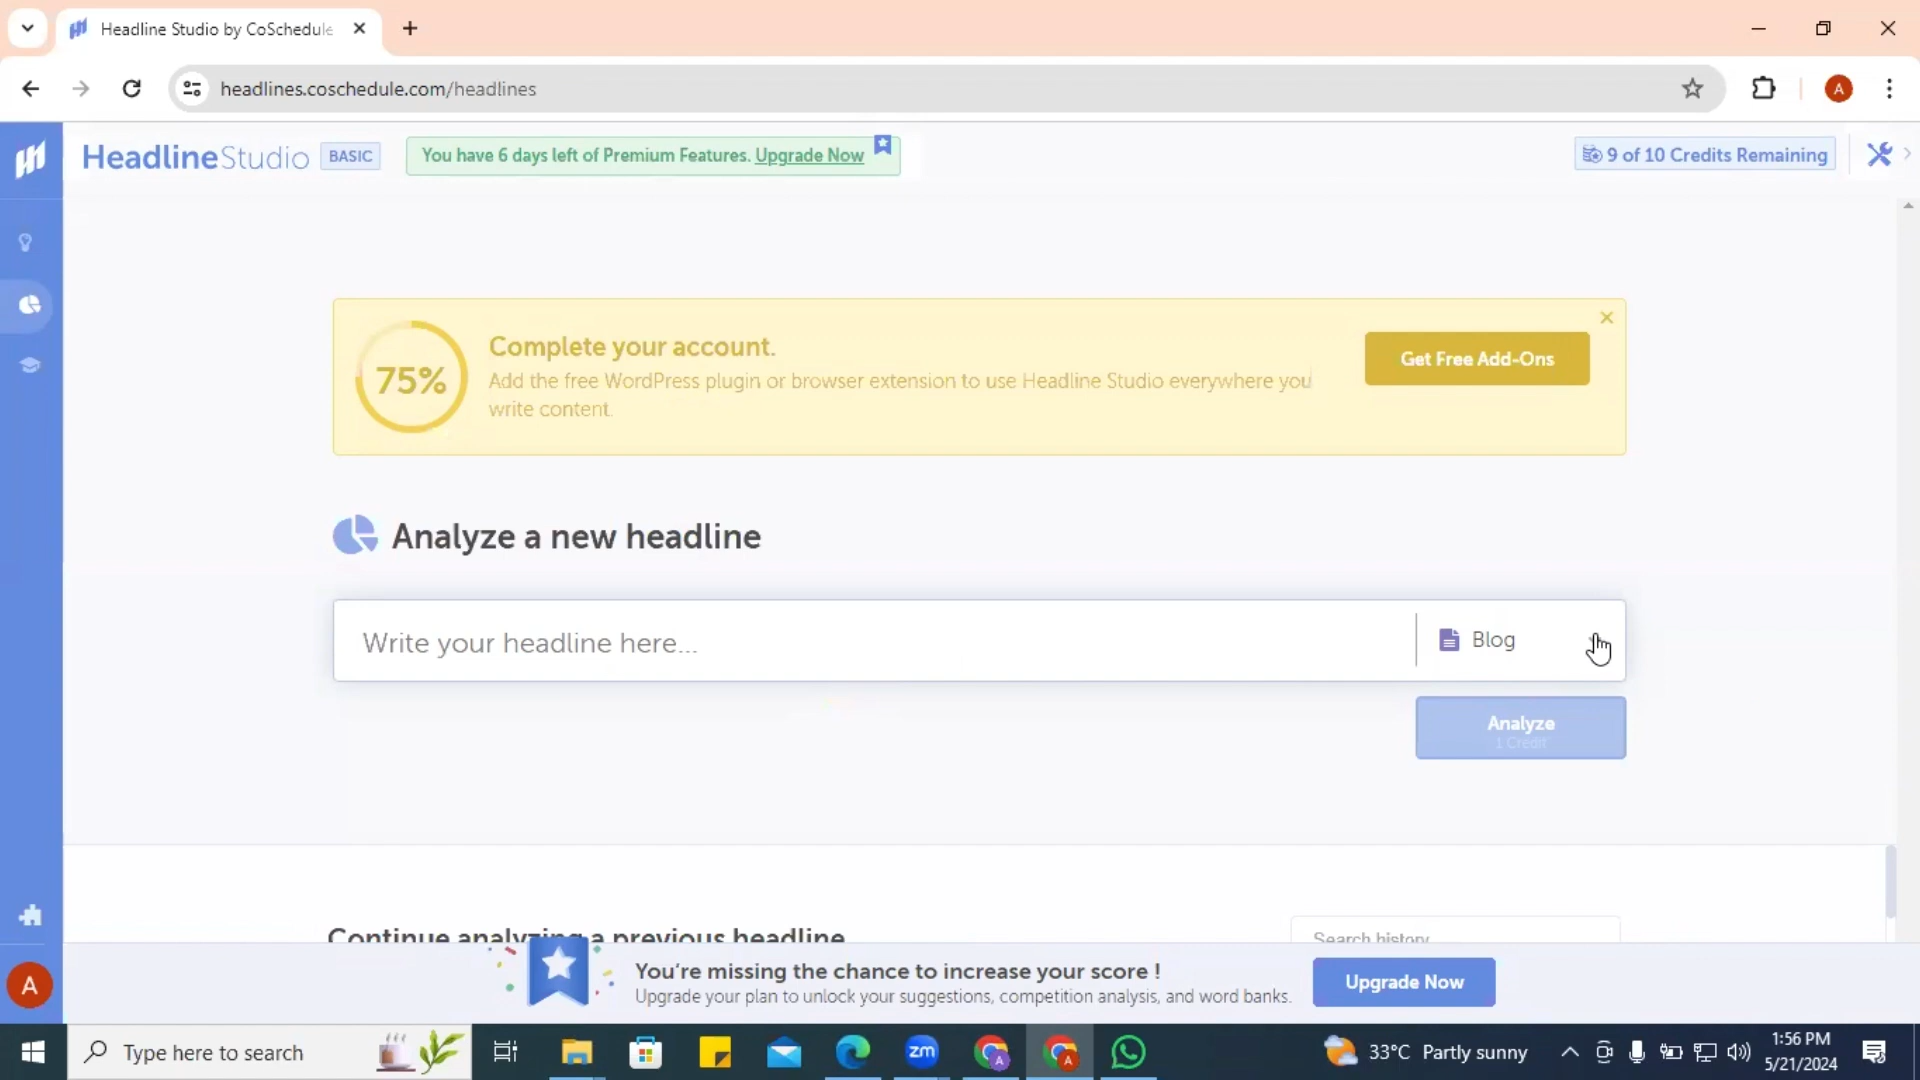 Headline Studio by CoSchedule
headlines.coschedule.com/headlines
A
HeadlineStudio BASIC
You have 6 days left of Premium Features. Upgrade Now
9 of 10 Credits Remaining
75%
Complete your account.
Add the free WordPress plugin or browser extension to use Headline Studio everywhere you
write content.
Get Free Add-Ons
Analyze a new headline
Write your headline here...
Blog
Analyze
1 Credit
Continue analyzing a previous headline
Search history
You're missing the chance to increase your score !
Upgrade your plan to unlock your suggestions, competition analysis, and word banks.
Upgrade Now
A
Type here to search
zm
A
A
33°C Partly sunny
1:56 PM
5/21/2024